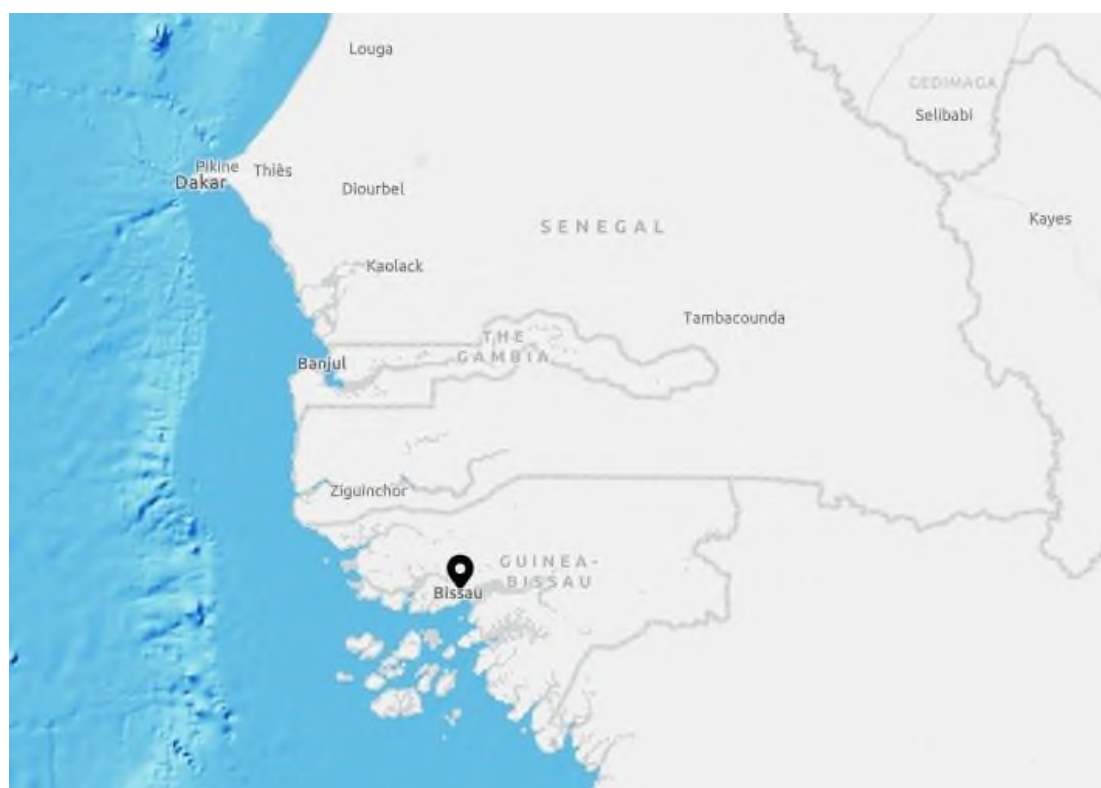 Louga
GEDIMAGA
Selibabi
Pikine
Thiès
Dakar
Diourbel
Kayes
SENEGAL
Kaolack
Tambacounda
THE
GAMBIA
Banjul
Ziguinchor
GUINEA-
BISSAU
Bissau